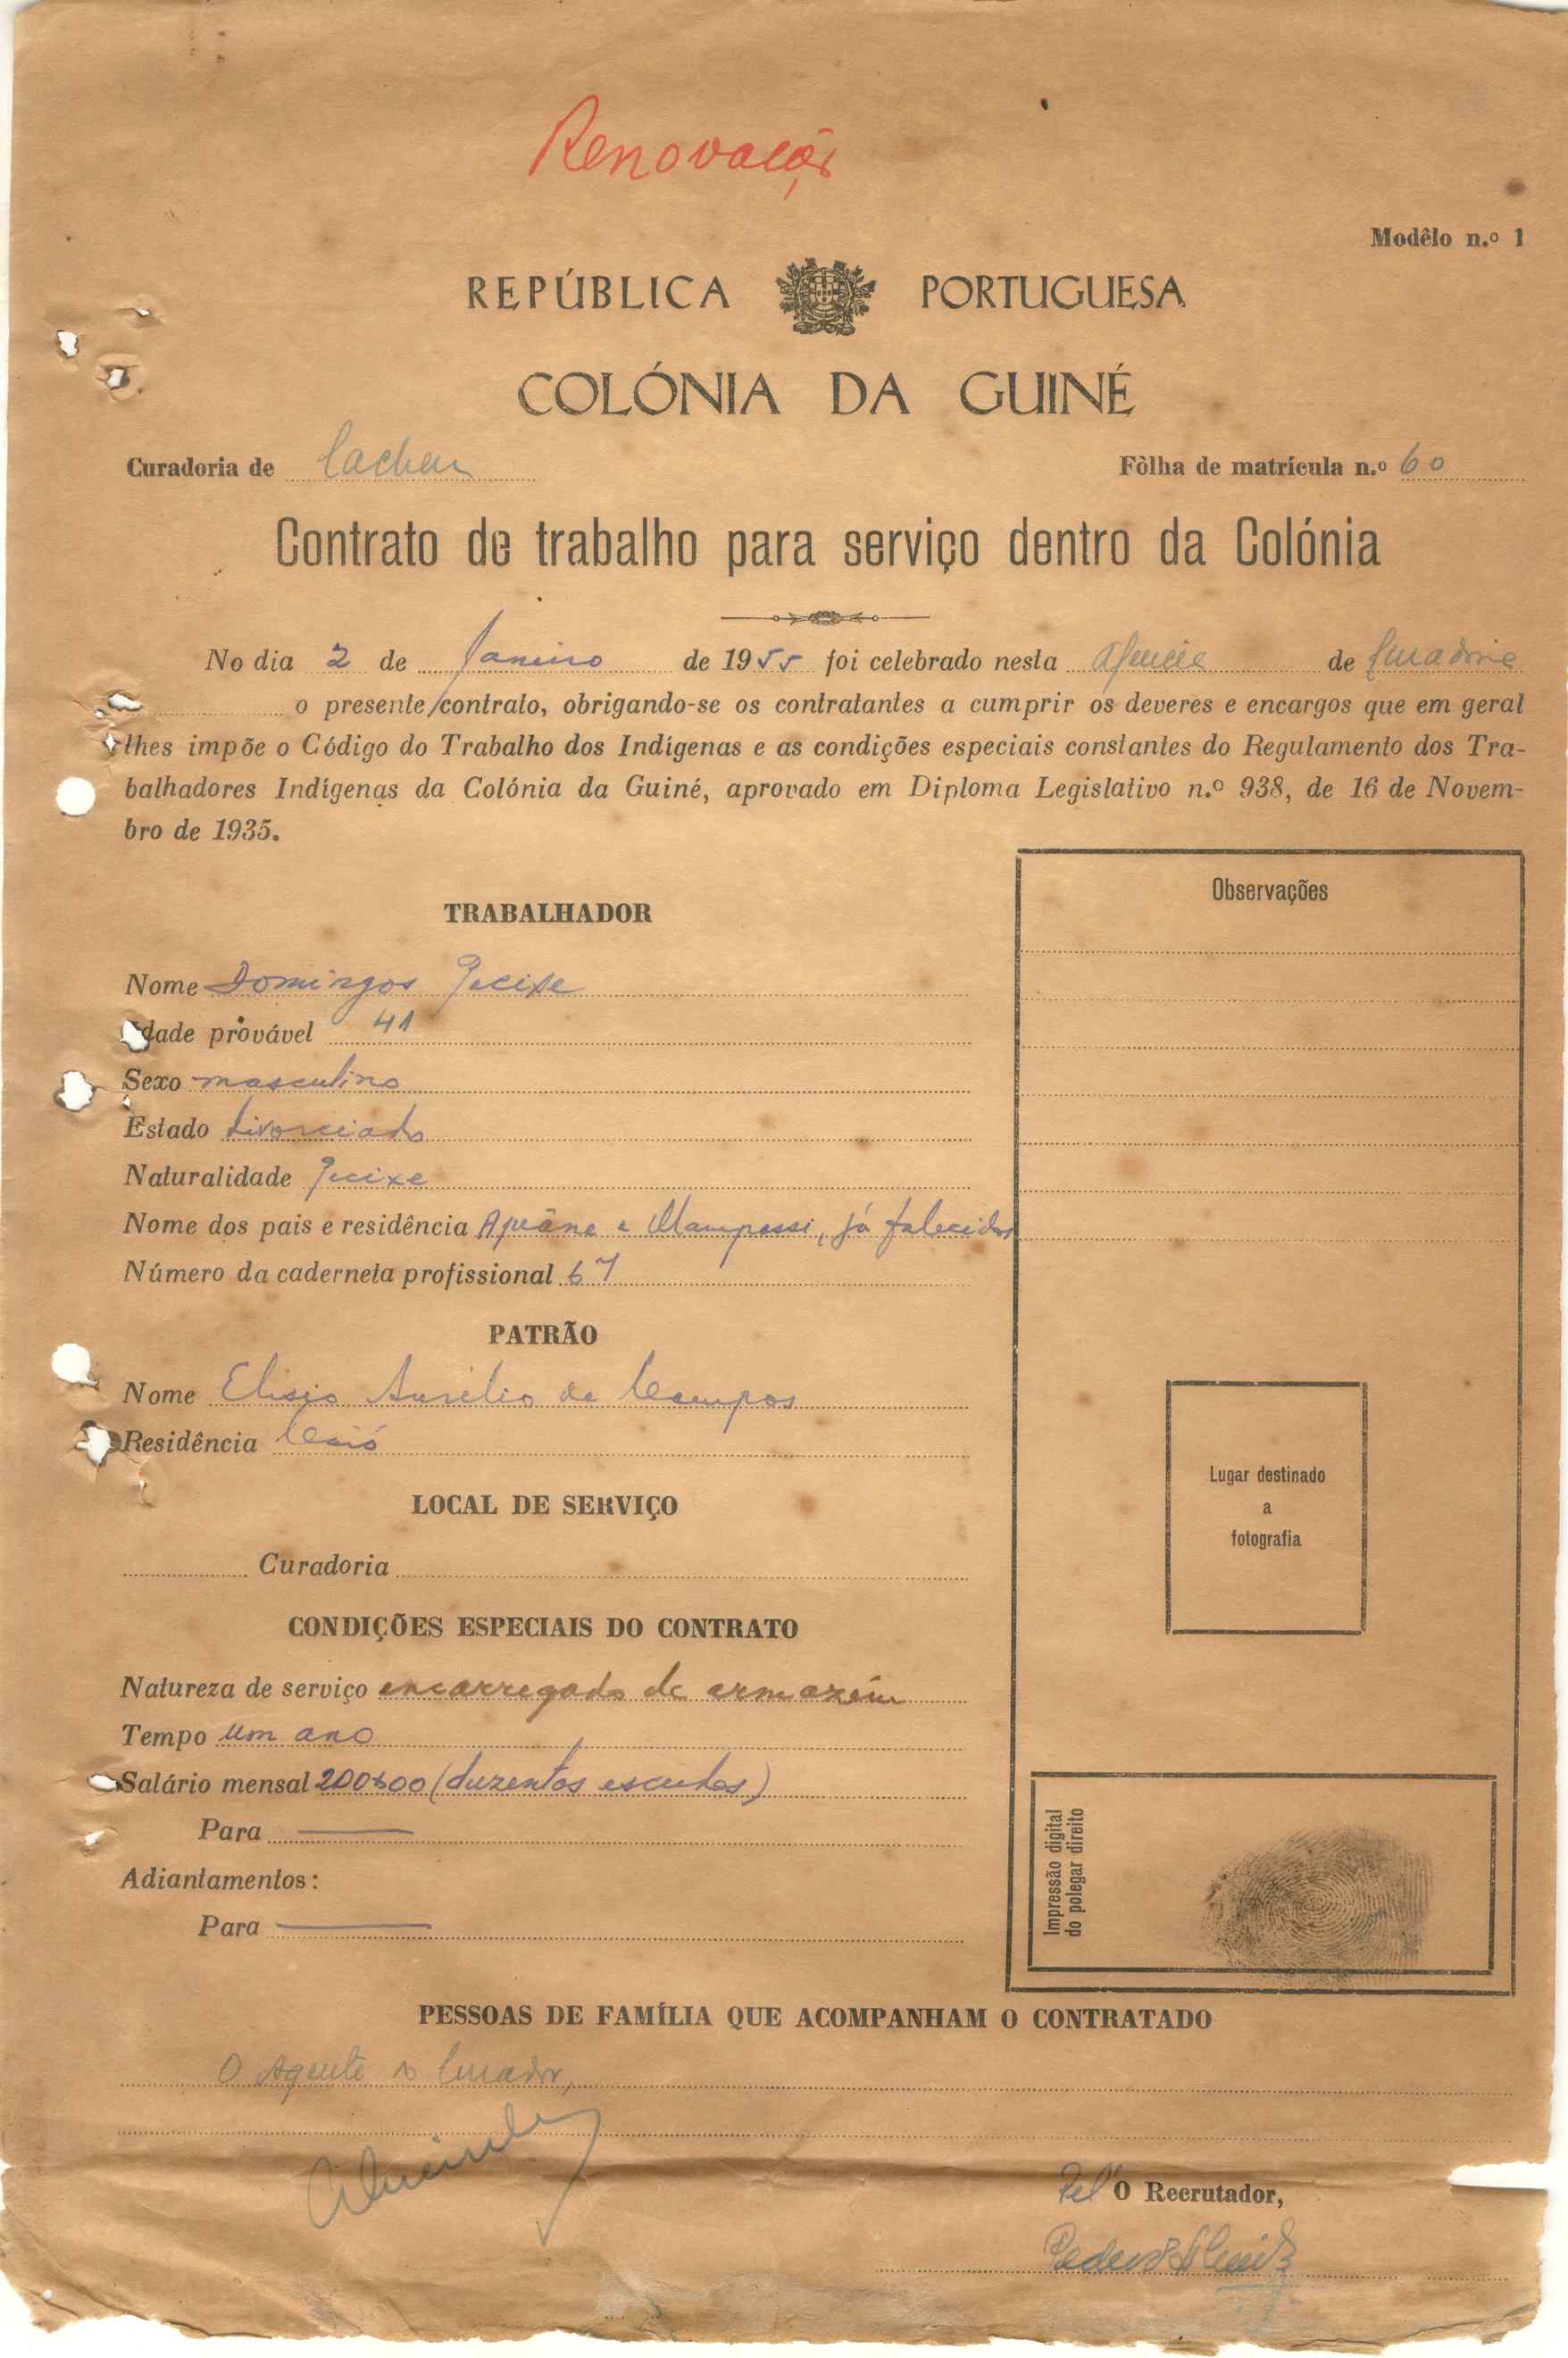 Renovação
Modêlo n.º 1
REPÚBLICA PORTUGUESA
COLÓNIA DA GUINÉ
Curadoria de Cacheu Fôlha de matrícula n.º 60
Contrato de trabalho para serviço dentro da Colónia
No dia 2 de Janeiro de 1955 foi celebrado nesta agência de Curadoria
o presente contrato, obrigando-se os contratantes a cumprir os deveres e encargos que em geral
lhes impõe o Código do Trabalho dos Indígenas e as condições especiais constantes do Regulamento dos Tra-
balhadores Indígenas da Colónia da Guiné, aprovado em Diploma Legislativo n.º 938, de 16 de Novem-
bro de 1935.
Observações
TRABALHADOR
Nome Domingos Jecixe
Idade provável 41
Sexo masculino
Estado divorciado
Naturalidade Jecixe
Nome dos pais e residência e já falecidos
Número da caderneta profissional 67
PATRÃO
Nome Elisio Aurélio de Campos
Residência Caió
LOCAL DE SERVIÇO
Curadoria
Lugar destinado
a
fotografia
CONDIÇÕES ESPECIAIS DO CONTRATO
Natureza de serviço encarregado de armazém
Tempo um ano
Salário mensal 200$00 (duzentos escudos)
Para
Adiantamentos:
Para
Impressão digital
do polegar direito
PESSOAS DE FAMÍLIA QUE ACOMPANHAM O CONTRATADO
O Agente do Curador,
Pel'O Recrutador,